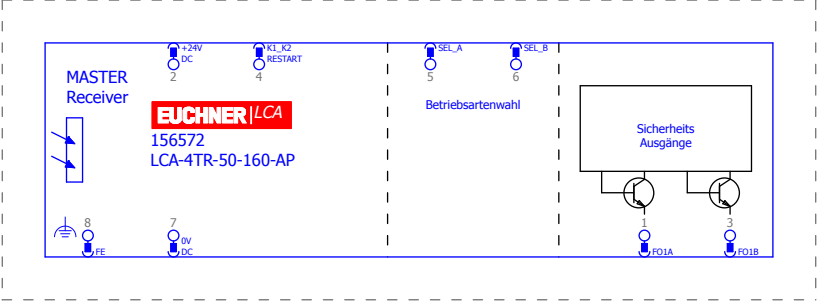 +24V
DC
2
K1_K2
RESTART
4
SEL_A
5
SEL_B
6
MASTER
Receiver
EUCHNER LCA
156572
LCA-4TR-50-160-AP
Betriebsartenwahl
Sicherheits
Ausgänge
8
FE
7
0V
DC
1
FO1A
3
FO1B